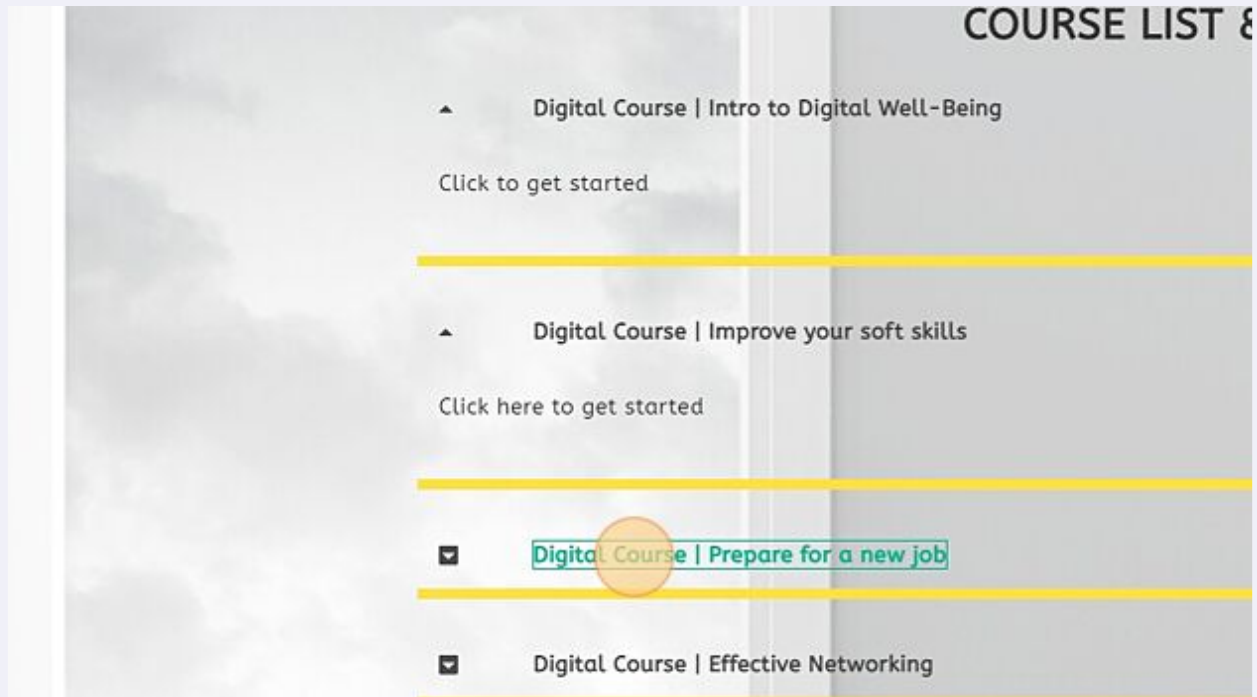 COURSE LIST &
Digital Course | Intro to Digital Well-Being
Click to get started
Digital Course | Improve your soft skills
Click here to get started
Digital Course | Prepare for a new job
Digital Course | Effective Networking